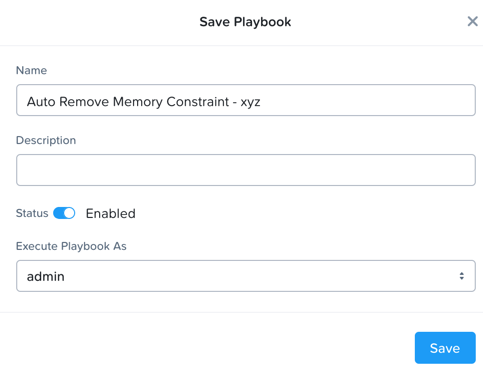 Save Playbook
Name
Auto Remove Memory Constraint - xyz
Description
Status Enabled
Execute Playbook As
admin
Save